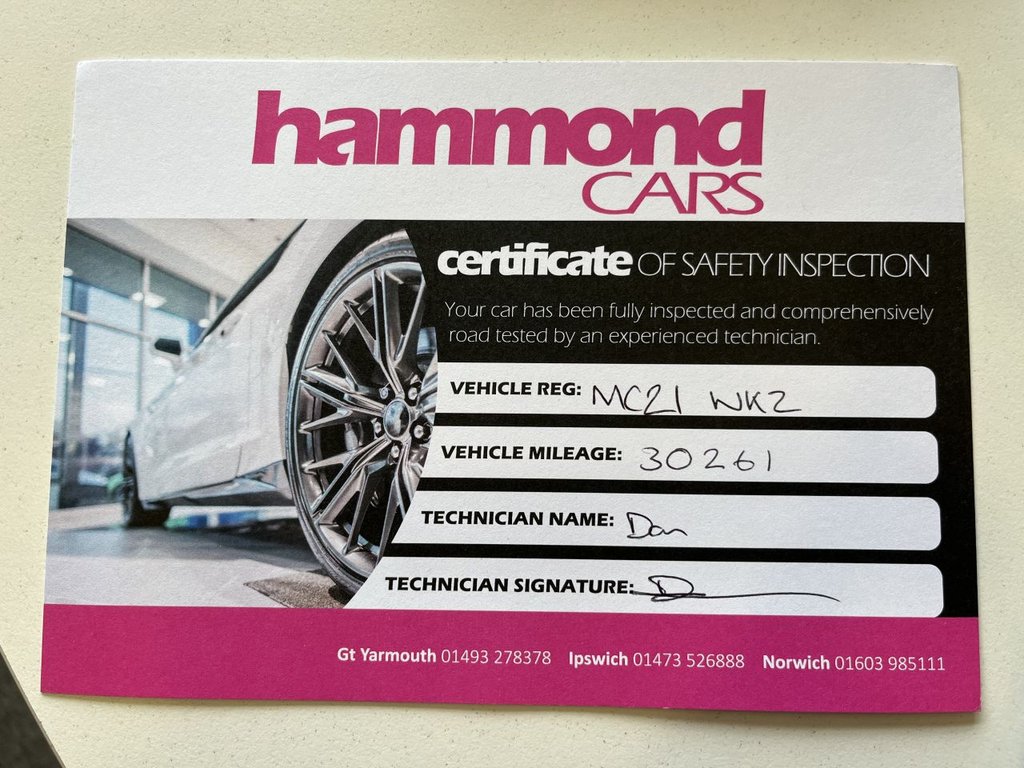 hammond
CARS
certificate OF SAFETY INSPECTION
Your car has been fully inspected and comprehensively
road tested by an experienced technician.
VEHICLE REG: MC21 WKZ
VEHICLE MILEAGE: 30261
TECHNICIAN NAME: Dan
TECHNICIAN SIGNATURE: D
Gt Yarmouth 01493 278378 Ipswich 01473 526888 Norwich 01603 985111